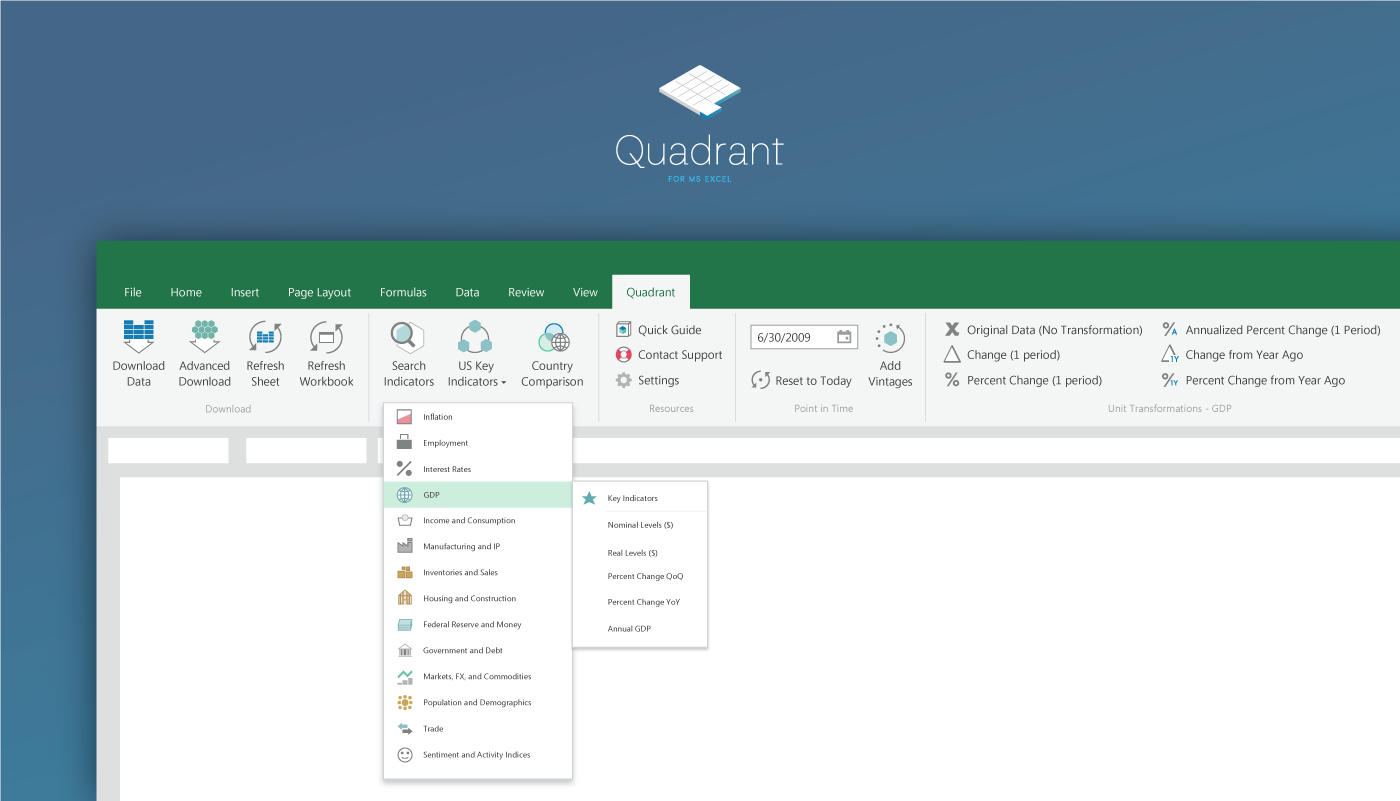 Quadrant
FOR MS EXCEL
File Home Insert Page Layout Formulas Data Review View Quadrant
Download
Data
Advanced
Download
Refresh
Sheet
Refresh
Workbook
Download
Search
Indicators
US Key
Indicators
Country
Comparison
Quick Guide
Contact Support
Settings
Resources
6/30/2009
Reset to Today
Add
Vintages
Point in Time
X Original Data (No Transformation)
Change (1 period)
% Percent Change (1 period)
%A Annualized Percent Change (1 Period)
1Y Change from Year Ago
%1Y Percent Change from Year Ago
Unit Transformations - GDP
Inflation
Employment
% Interest Rates
GDP
Income and Consumption
Manufacturing and IP
Inventories and Sales
Housing and Construction
Federal Reserve and Money
Government and Debt
Markets, FX, and Commodities
Population and Demographics
Trade
Sentiment and Activity Indices
Key Indicators
Nominal Levels ($)
Real Levels ($)
Percent Change QoQ
Percent Change YoY
Annual GDP